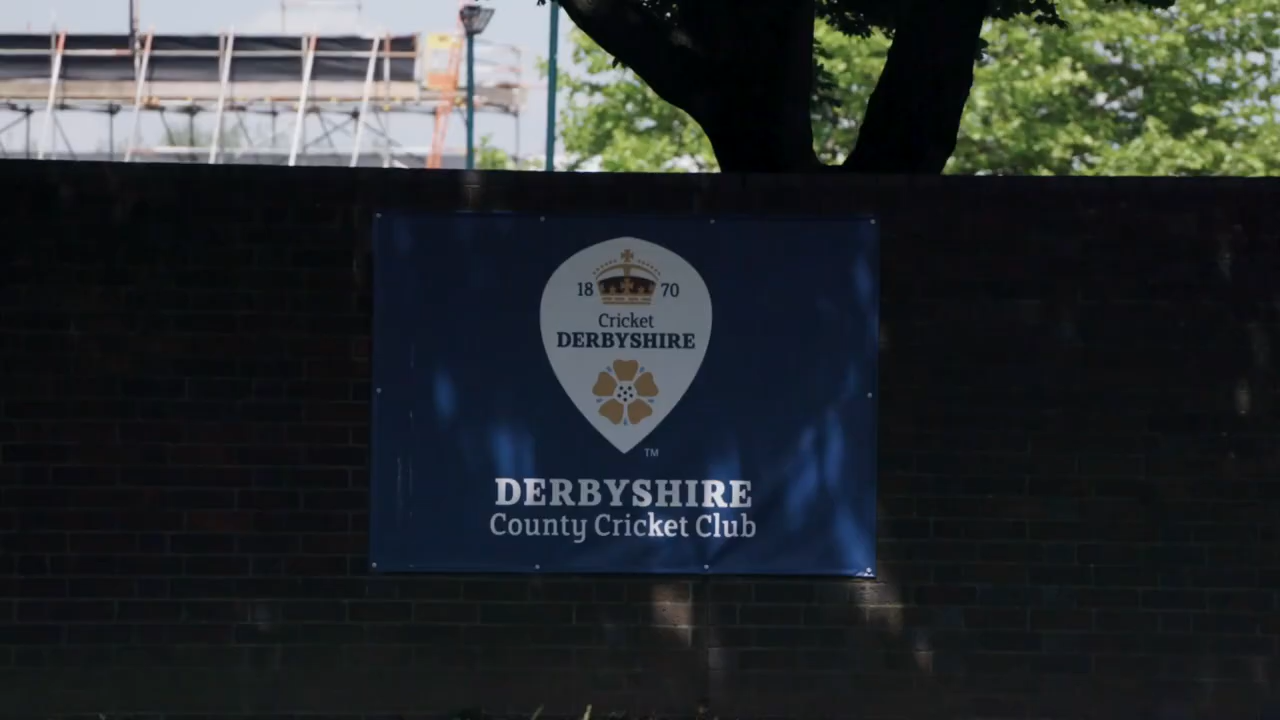 18 70
Cricket
DERBYSHIRE
TM
DERBYSHIRE
County Cricket Club